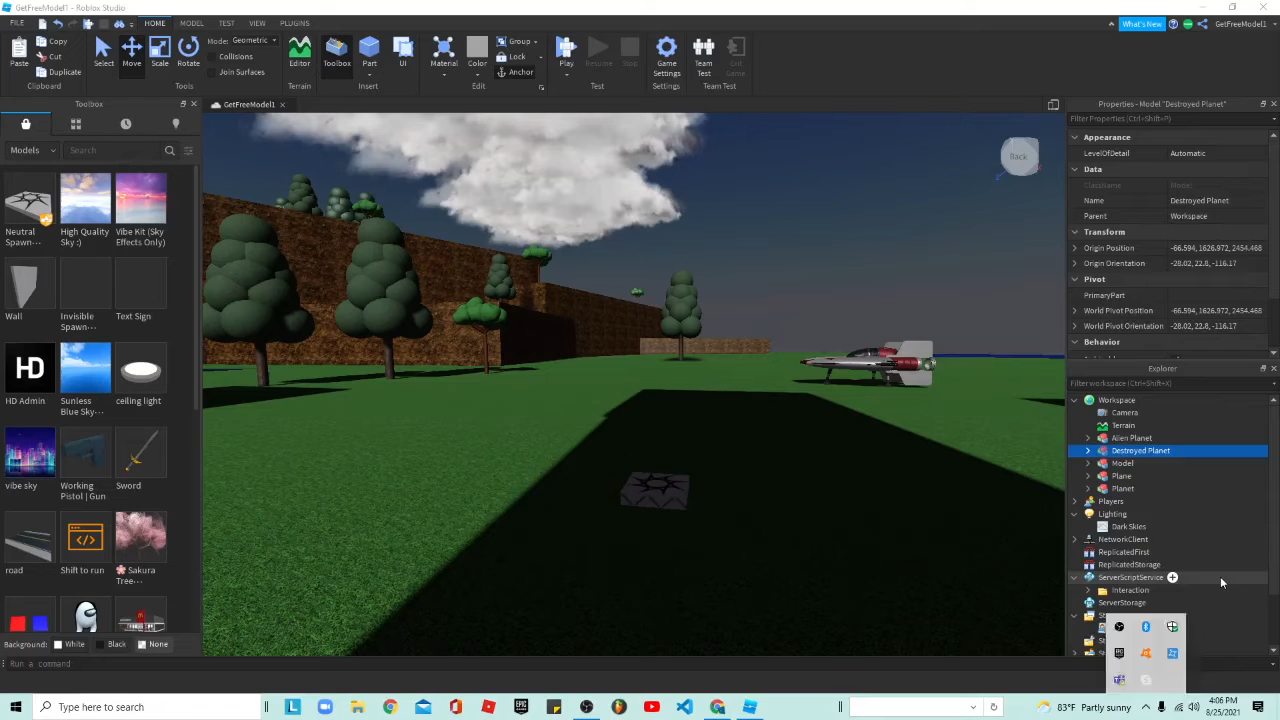 GetFreeModel1 - Roblox Studio
FILE HOME MODEL TEST VIEW PLUGINS What's New GetFreeModel1
Paste Copy Cut Duplicate Clipboard
Select Move Scale Rotate Mode: Geometric Collisions Join Surfaces Tools
Editor Terrain
Toolbox Part UI Insert
Material Color Group Lock Anchor Edit
Play Resume Stop Test
Game Settings Settings
Team Test Exit Game Team Test
Toolbox
Models Search
Neutral Spawn... High Quality Sky :) Vibe Kit (Sky Effects Only)
Wall Invisible Spawn... Text Sign
HD
HD Admin Sunless Blue Sky... ceiling light
vibe sky Working Pistol | Gun Sword
road Shift to run Sakura Tree...
Background: White Black None
GetFreeModel1
Back
Properties - Model "Destroyed Planet"
Filter Properties (Ctrl+Shift+P)
Appearance
LevelOfDetail Automatic
Data
ClassName Model
Name Destroyed Planet
Parent Workspace
Transform
Origin Position -66.594, 1626.972, 2454.468
Origin Orientation -28.02, 22.8, -116.17
Pivot
PrimaryPart
World Pivot Position -66.594, 1626.972, 2454.468
World Pivot Orientation -28.02, 22.8, -116.17
Behavior
Explorer
Filter workspace (Ctrl+Shift+X)
Workspace
Camera
Terrain
Alien Planet
Destroyed Planet
Model
Plane
Planet
Players
Lighting
Dark Skies
NetworkClient
ReplicatedFirst
ReplicatedStorage
ServerScriptService
Interaction
ServerStorage
Run a command
Type here to search
L
EPIC
83°F Partly sunny
4:06 PM
8/25/2021